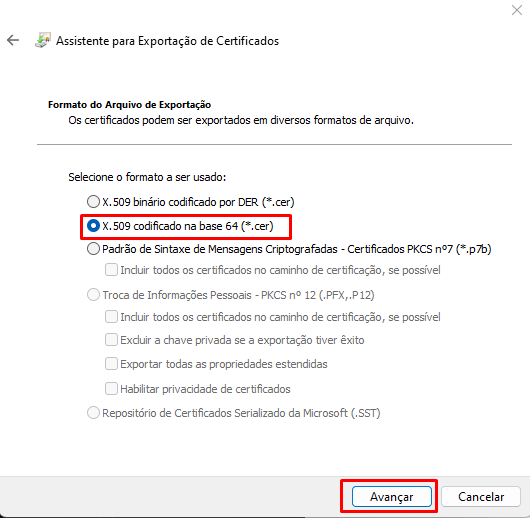 Assistente para Exportação de Certificados
Formato do Arquivo de Exportação
Os certificados podem ser exportados em diversos formatos de arquivo.
Selecione o formato a ser usado:
X.509 binário codificado por DER (*.cer)
X.509 codificado na base 64 (*.cer)
Padrão de Sintaxe de Mensagens Criptografadas - Certificados PKCS nº7 (*.p7b)
Incluir todos os certificados no caminho de certificação, se possível
Troca de Informações Pessoais - PKCS nº 12 (.PFX,.P12)
Incluir todos os certificados no caminho de certificação, se possível
Excluir a chave privada se a exportação tiver êxito
Exportar todas as propriedades estendidas
Habilitar privacidade de certificados
Repositório de Certificados Serializado da Microsoft (.SST)
Avançar
Cancelar